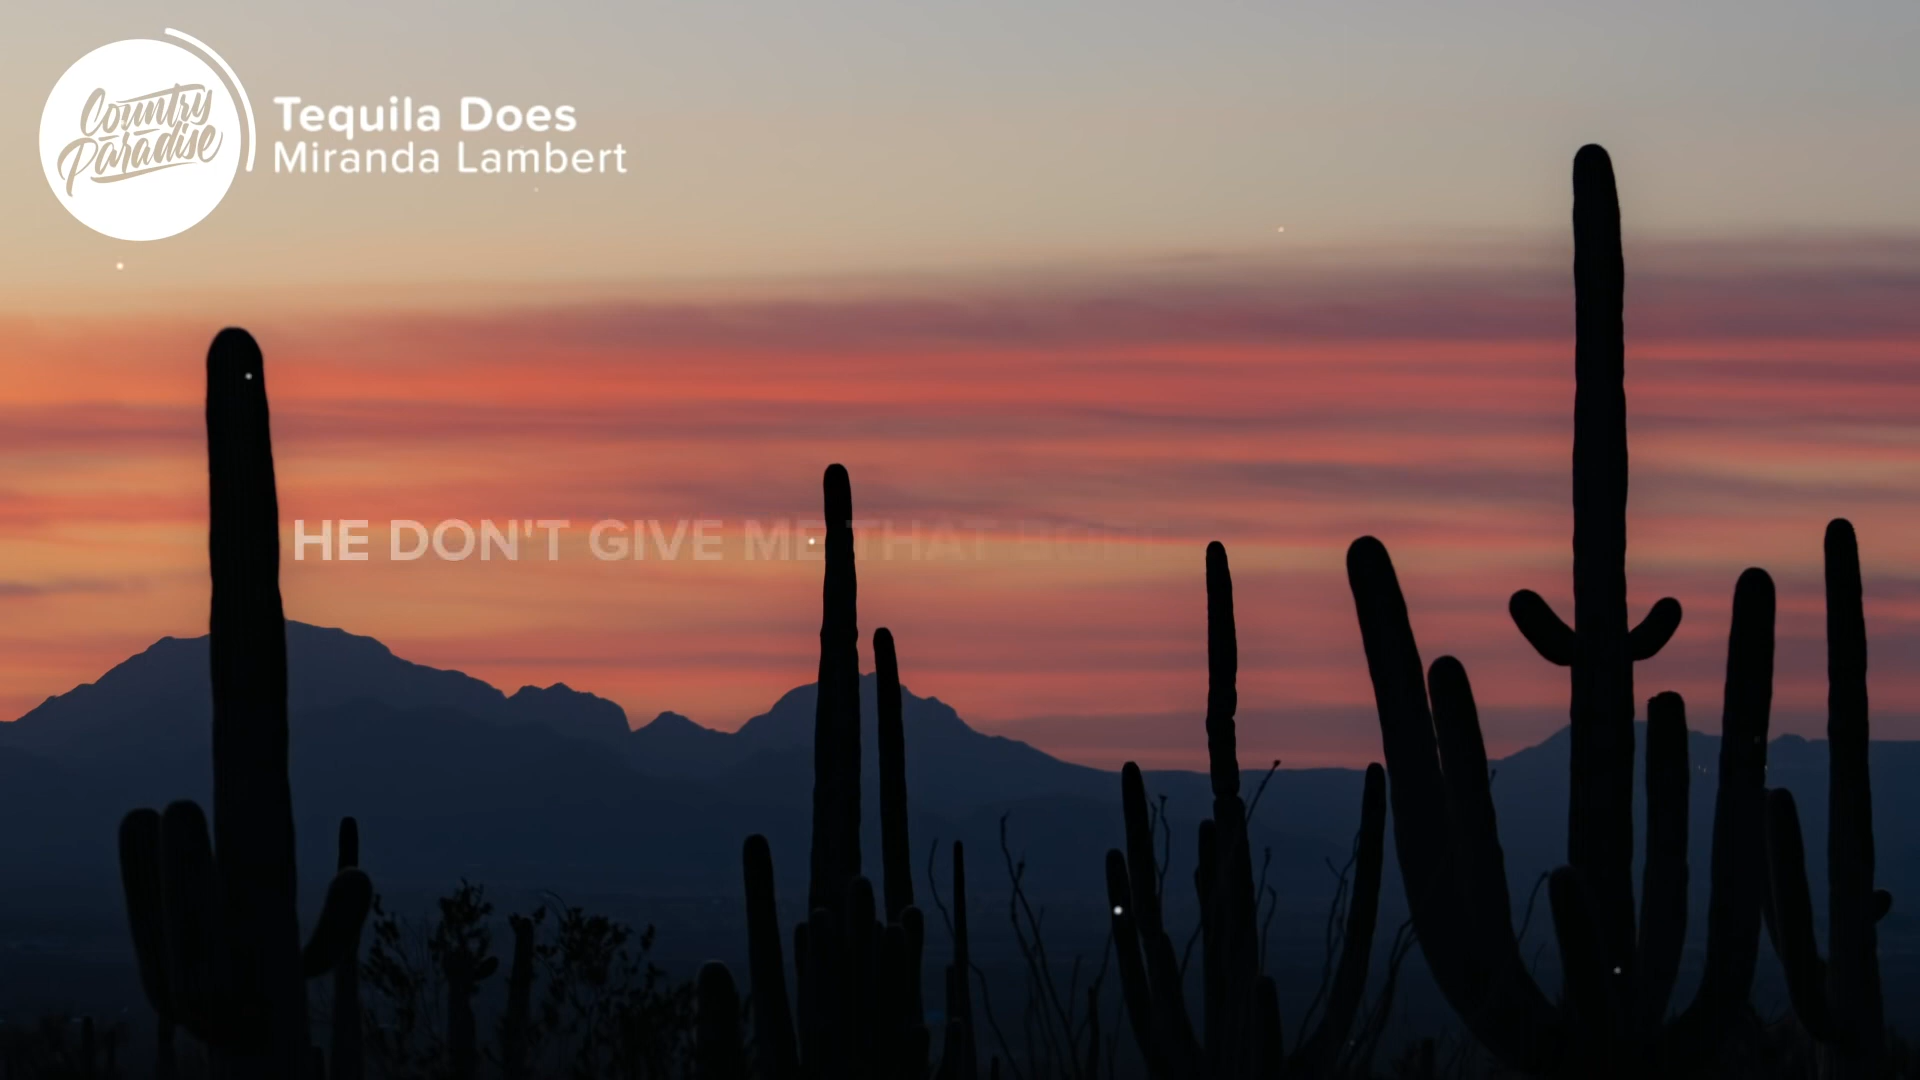 Country
Paradise
Tequila Does
Miranda Lambert
HE DON'T GIVE ME THAT